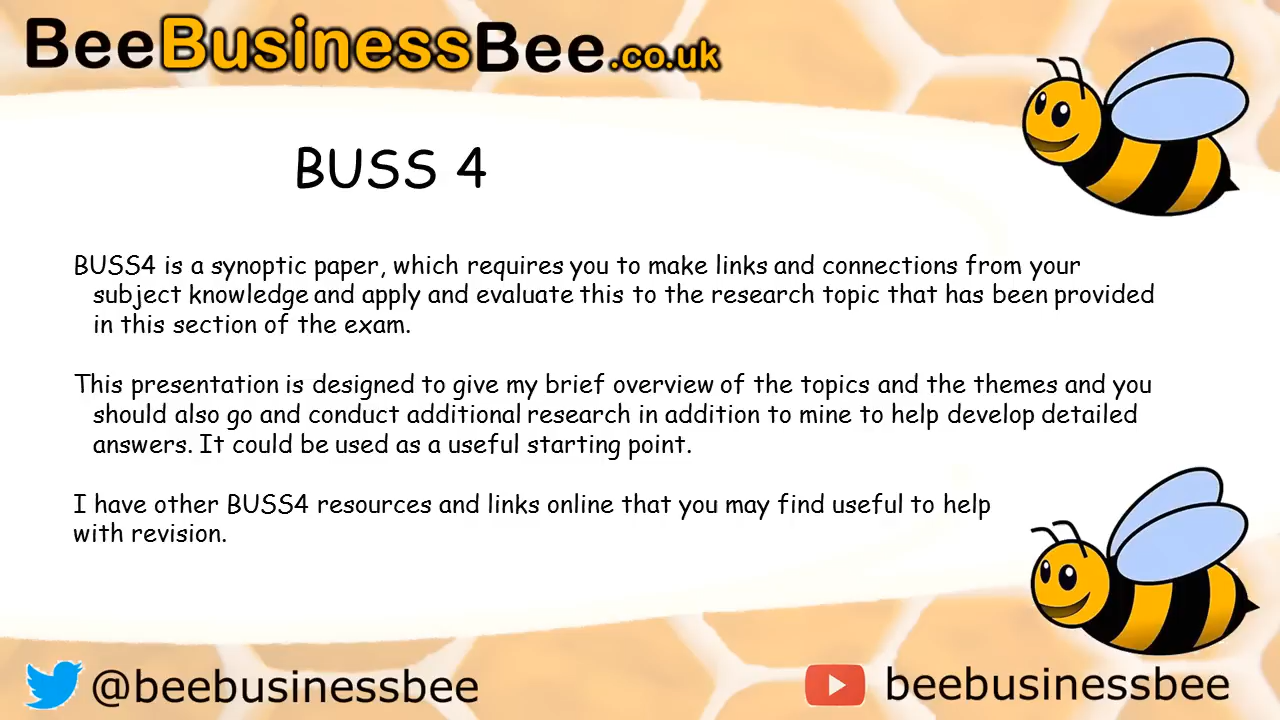 BeeBusinessBee.co.uk
BUSS 4
BUSS4 is a synoptic paper, which requires you to make links and connections from your
subject knowledge and apply and evaluate this to the research topic that has been provided
in this section of the exam.
This presentation is designed to give my brief overview of the topics and the themes and you
should also go and conduct additional research in addition to mine to help develop detailed
answers. It could be used as a useful starting point.
I have other BUSS4 resources and links online that you may find useful to help
with revision.
@beebusinessbee
beebusinessbee